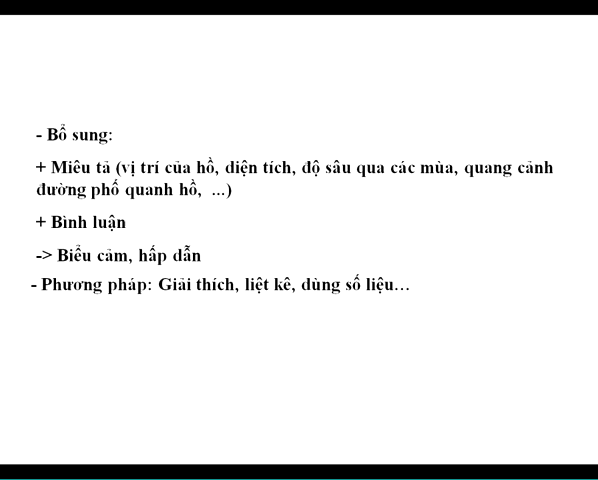 - Bổ sung:
+ Miêu tả (vị trí của hồ, diện tích, độ sâu qua các mùa, quang cảnh
đường phố quanh hồ, ...)
+ Bình luận
-> Biểu cảm, hấp dẫn
- Phương pháp: Giải thích, liệt kê, dùng số liệu...